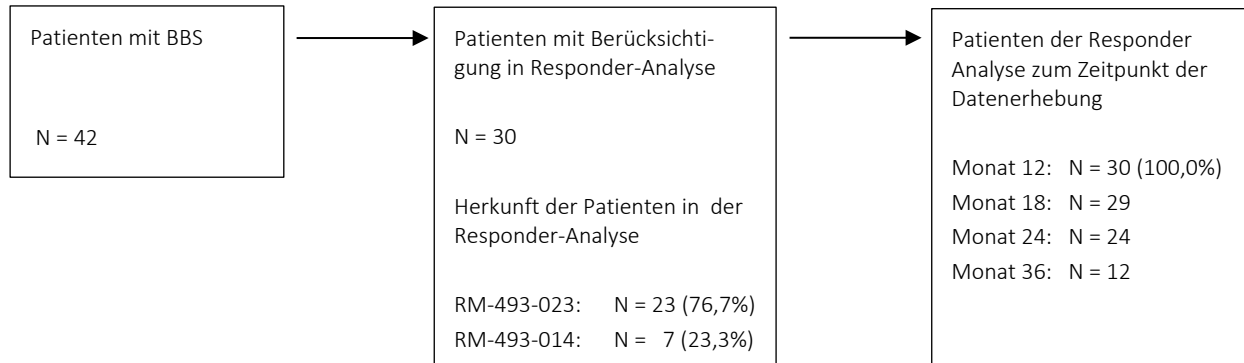 Patienten mit BBS
N = 42
Patienten mit Berücksichti-
gung in Responder-Analyse
N = 30
Herkunft der Patienten in der
Responder-Analyse
RM-493-023: N = 23 (76,7%)
RM-493-014: N = 7 (23,3%)
Patienten der Responder
Analyse zum Zeitpunkt der
Datenerhebung
Monat 12: N = 30 (100,0%)
Monat 18: N = 29
Monat 24: N = 24
Monat 36: N = 12